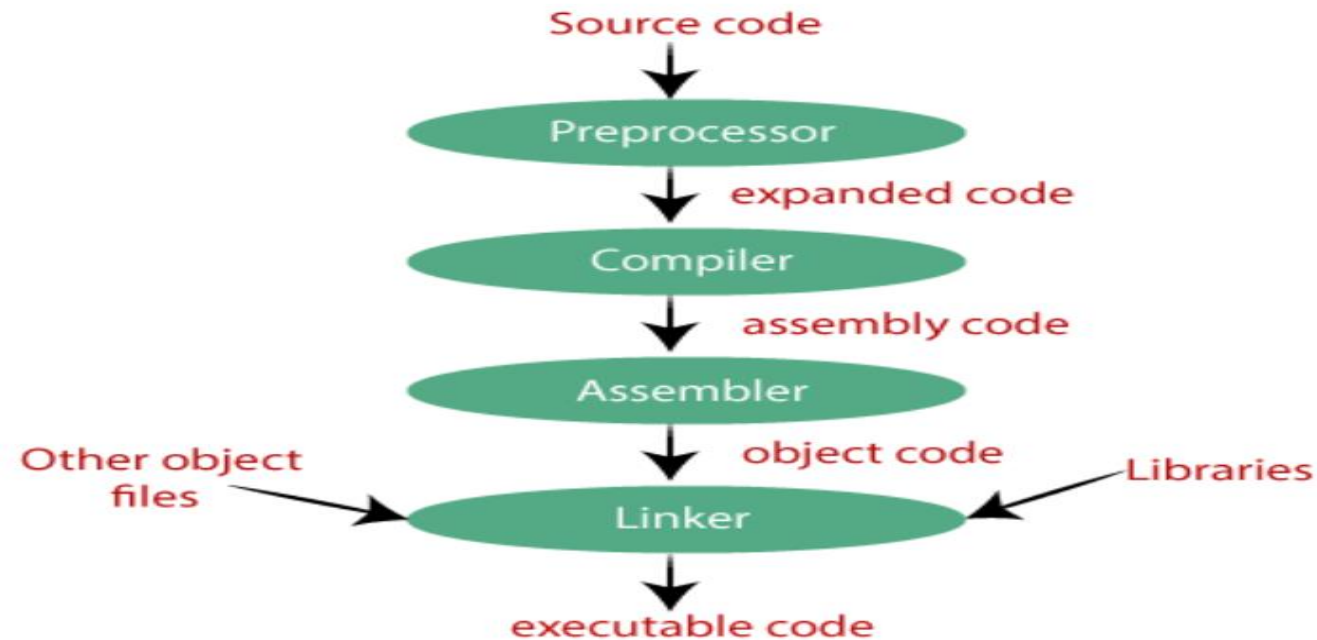 Source code
Preprocessor
expanded code
Compiler
assembly code
Assembler
object code
Other object
files
Libraries
Linker
executable code